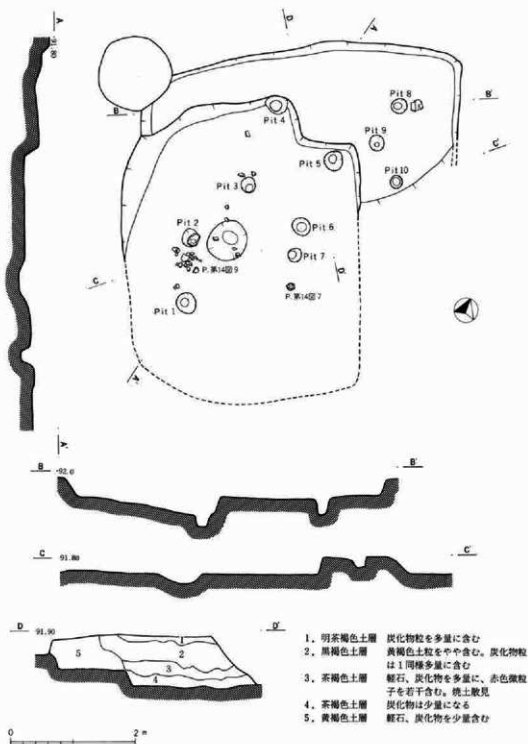 A
91.80
D
A'
B
B'
C'
Pit 8
Pit 4
Pit 9
Pit 5
Pit 10
Pit 3
Pit 2
Pit 6
Pit 7
C
P.第14図9
D'
P.第14図7
Pit 1
A'
A'
B
92.0
B'
C
91.80
C'
D
91.90
D'
1
2
3
4
5
1．明茶褐色土層 炭化物粒を多量に含む
2．黒褐色土層 黄褐色土粒をやや含む。炭化物粒
は1同様多量に含む
3．茶褐色土層 軽石、炭化物を多量に、赤色微粒
子を若干含む。焼土散見
4．茶褐色土層 炭化物は少量になる
5．黄褐色土層 軽石、炭化物を少量含む
0 2 m